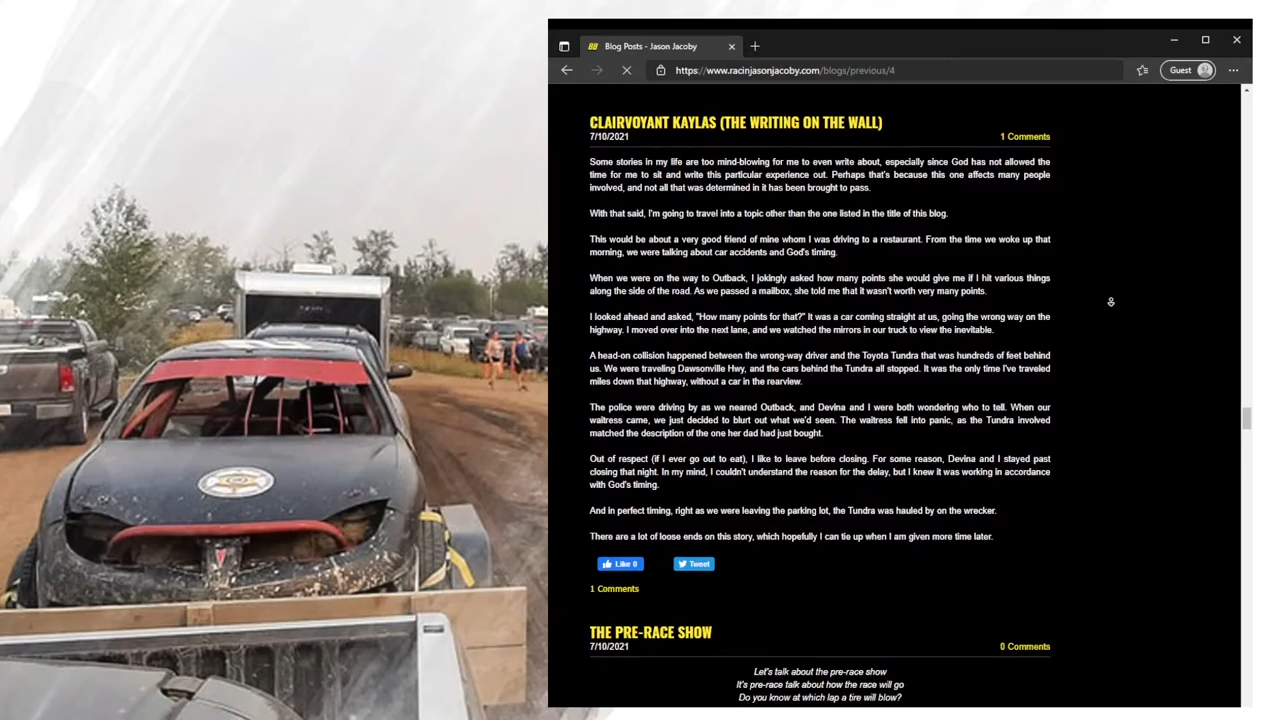 Blog Posts - Jason Jacoby
https://www.racinjasonjacoby.com/blogs/previous/4
Guest
CLAIRVOYANT KAYLAS (THE WRITING ON THE WALL)
7/10/2021
1 Comments
Some stories in my life are too mind-blowing for me to even write about, especially since God has not allowed the
time for me to sit and write this particular experience out. Perhaps that's because this one affects many people
involved, and not all that was determined in it has been brought to pass.
With that said, I'm going to travel into a topic other than the one listed in the title of this blog.
This would be about a very good friend of mine whom I was driving to a restaurant. From the time we woke up that
morning, we were talking about car accidents and God's timing.
When we were on the way to Outback, I jokingly asked how many points she would give me if I hit various things
along the side of the road. As we passed a mailbox, she told me that it wasn't worth very many points.
I looked ahead and asked, "How many points for that?" It was a car coming straight at us, going the wrong way on the
highway. I moved over into the next lane, and we watched the mirrors in our truck to view the inevitable.
A head-on collision happened between the wrong-way driver and the Toyota Tundra that was hundreds of feet behind
us. We were traveling Dawsonville Hwy, and the cars behind the Tundra all stopped. It was the only time I've traveled
miles down that highway, without a car in the rearview.
The police were driving by as we neared Outback, and Devina and I were both wondering who to tell. When our
waitress came, we just decided to blurt out what we'd seen. The waitress fell into panic, as the Tundra involved
matched the description of the one her dad had just bought.
Out of respect (if I ever go out to eat), I like to leave before closing. For some reason, Devina and I stayed past
closing that night. In my mind, I couldn't understand the reason for the delay, but I knew it was working in accordance
with God's timing.
And in perfect timing, right as we were leaving the parking lot, the Tundra was hauled by on the wrecker.
There are a lot of loose ends on this story, which hopefully I can tie up when I am given more time later.
Like 0
Tweet
1 Comments
THE PRE-RACE SHOW
7/10/2021
0 Comments
Let's talk about the pre-race show
It's pre-race talk about how the race will go
Do you know at which lap a tire will blow?